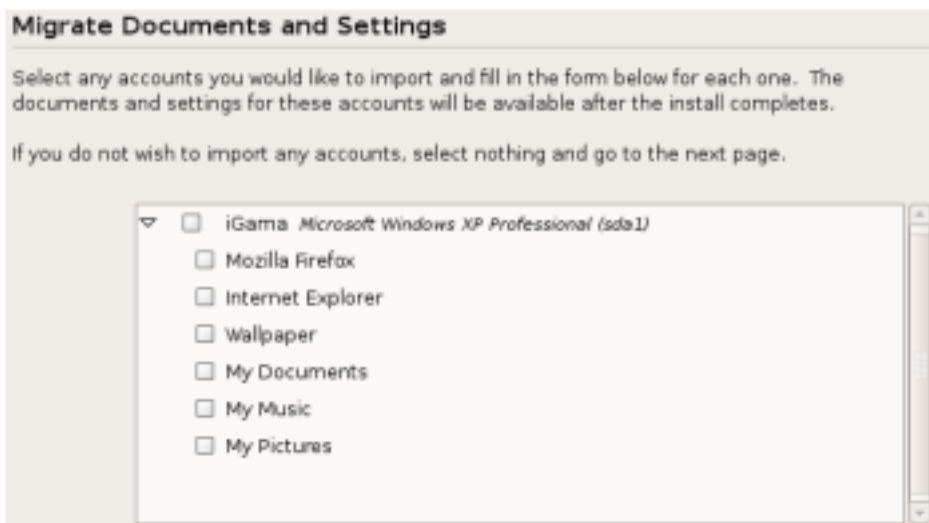 Migrate Documents and Settings
Select any accounts you would like to import and fill in the form below for each one. The
documents and settings for these accounts will be available after the install completes.
If you do not wish to import any accounts, select nothing and go to the next page.
iGama Microsoft Windows XP Professional (sda1)
Mozilla Firefox
Internet Explorer
Wallpaper
My Documents
My Music
My Pictures